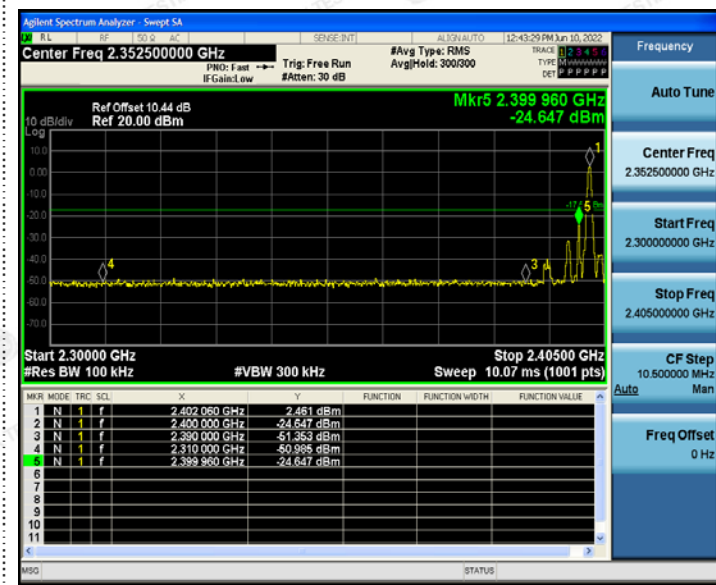 Agilent Spectrum Analyzer - Swept SA
RL RF 50 Ω AC SENSE:INT ALIGN AUTO 12:43:29 PM Jun 10, 2022
Center Freq 2.352500000 GHz
PNO: Fast
IFGain:Low
Trig: Free Run
#Atten: 30 dB
#Avg Type: RMS
Avg|Hold: 300/300
TRACE 1 2 3 4 5 6
TYPE M
DET P P P P P P
Frequency
Auto Tune
Center Freq
2.352500000 GHz
Start Freq
2.300000000 GHz
Stop Freq
2.405000000 GHz
CF Step
10.500000 MHz
Auto Man
Freq Offset
0 Hz
Ref Offset 10.44 dB
10 dB/div Ref 20.00 dBm
Log
Mkr5 2.399 960 GHz
-24.647 dBm
10.0
0.00
-10.0
-20.0
-30.0
-40.0
-50.0
-60.0
-70.0
1
5
3
4
Start 2.30000 GHz Stop 2.40500 GHz
#Res BW 100 kHz #VBW 300 kHz Sweep 10.07 ms (1001 pts)
MKR MODE TRC SCL X Y FUNCTION FUNCTION WIDTH FUNCTION VALUE
1 N 1 f 2.402 060 GHz 2.461 dBm
2 N 1 f 2.400 000 GHz -24.647 dBm
3 N 1 f 2.390 000 GHz -51.353 dBm
4 N 1 f 2.310 000 GHz -50.985 dBm
5 N 1 f 2.399 960 GHz -24.647 dBm
6
7
8
9
10
11
MSG STATUS